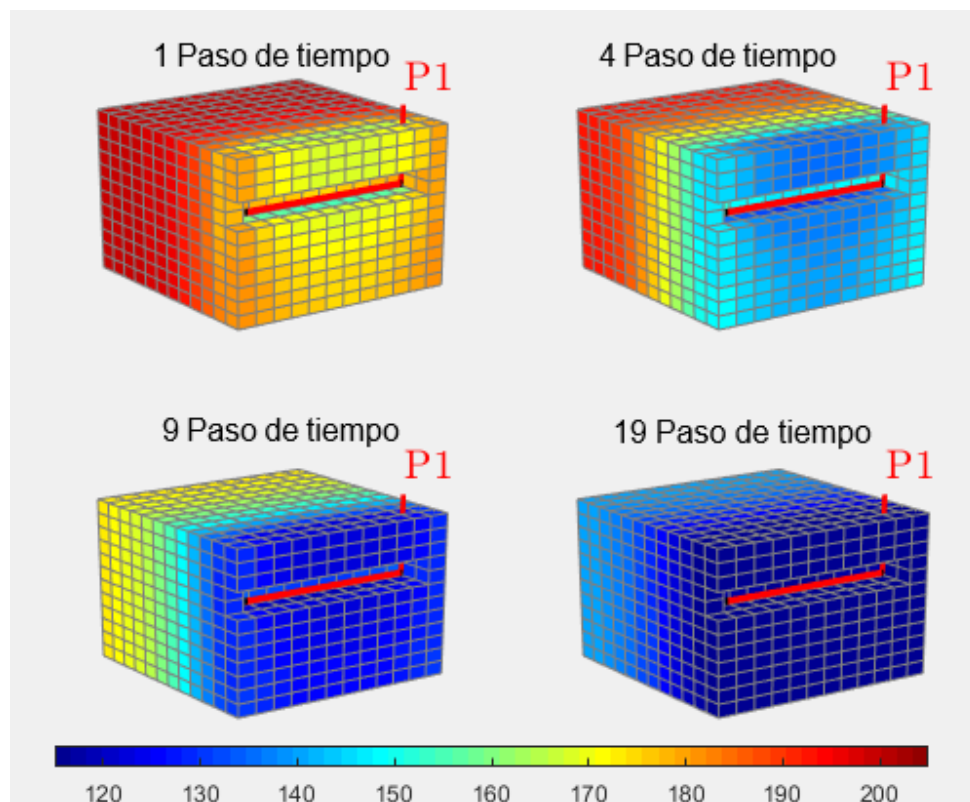 1 Paso de tiempo
P1
4 Paso de tiempo
P1
9 Paso de tiempo
P1
19 Paso de tiempo
P1
120 130 140 150 160 170 180 190 200